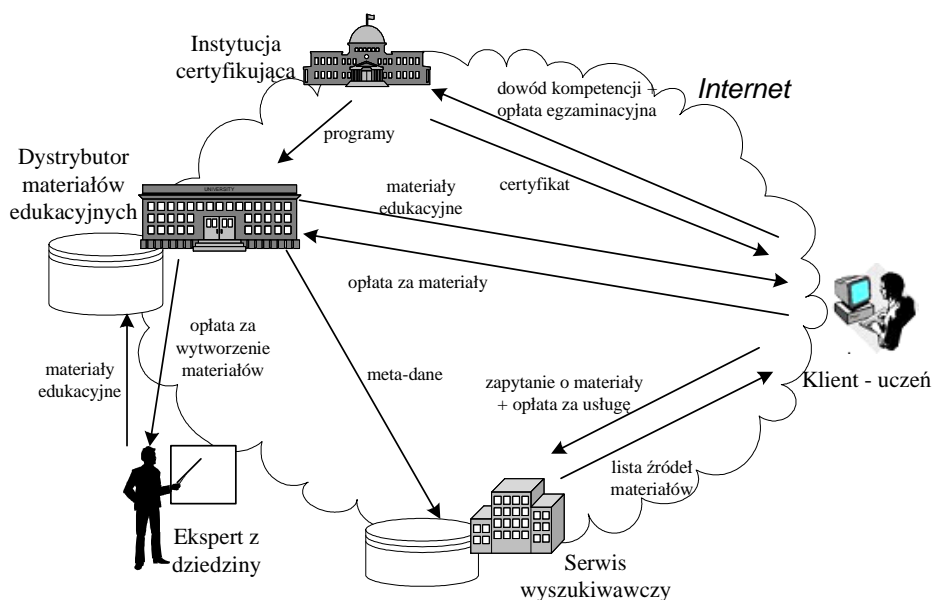 Instytucja
certyfikująca
Internet
dowód kompetencji +
opłata egzaminacyjna
programy
Dystrybutor
materiałów
edukacyjnych
UNIVERSITY
materiały
edukacyjne
certyfikat
opłata za materiały
opłata za
wytworzenie
materiałów
materiały
edukacyjne
meta-dane
zapytanie o materiały
+ opłata za usługę
Klient - uczeń
lista źródeł
materiałów
Ekspert z
dziedziny
Serwis
wyszukiwawczy